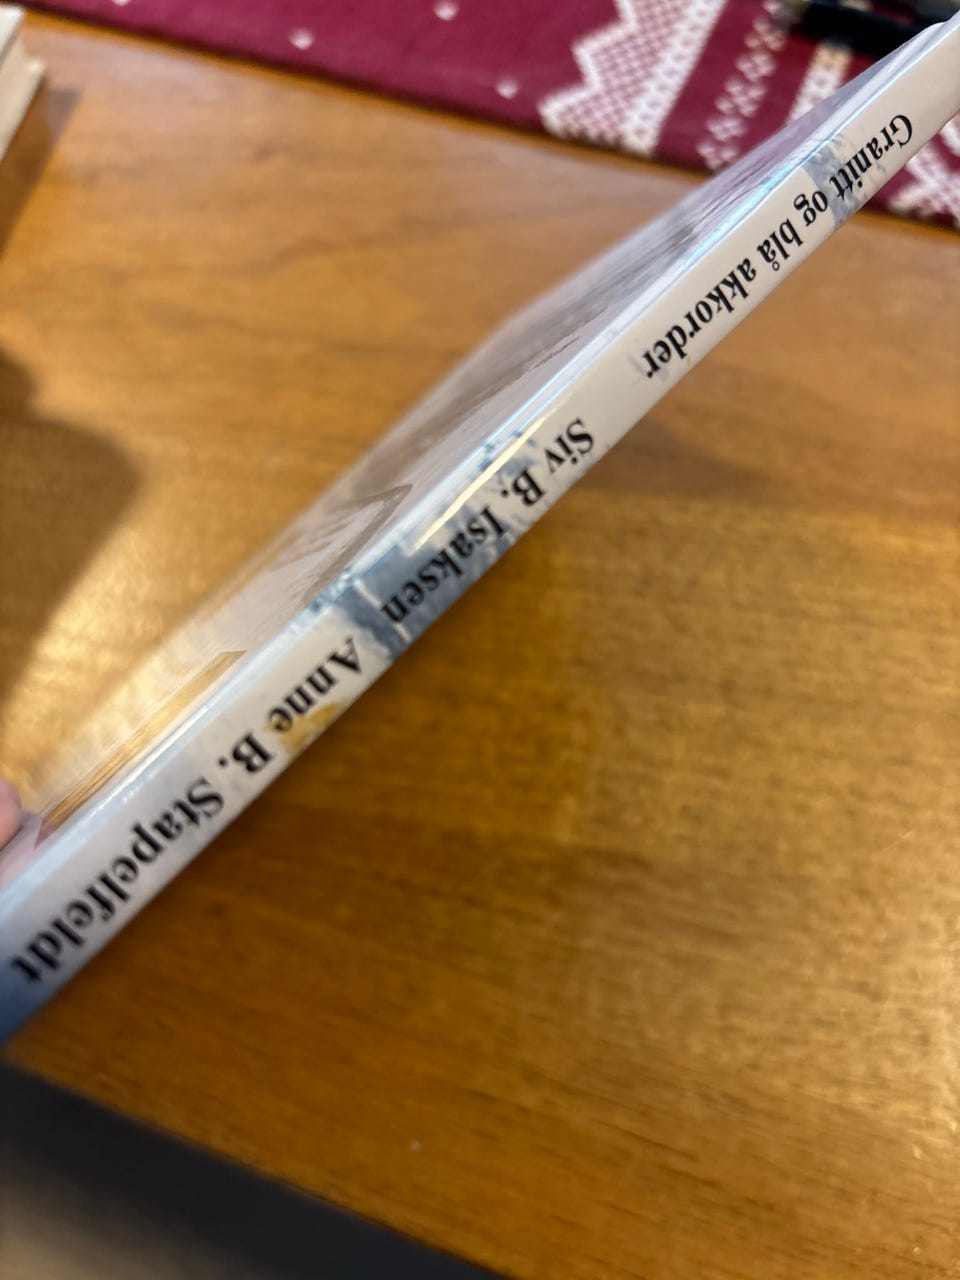 Granitt og blå akkorder
Siv B. Isaksen
Anne B. Stapelfeldt